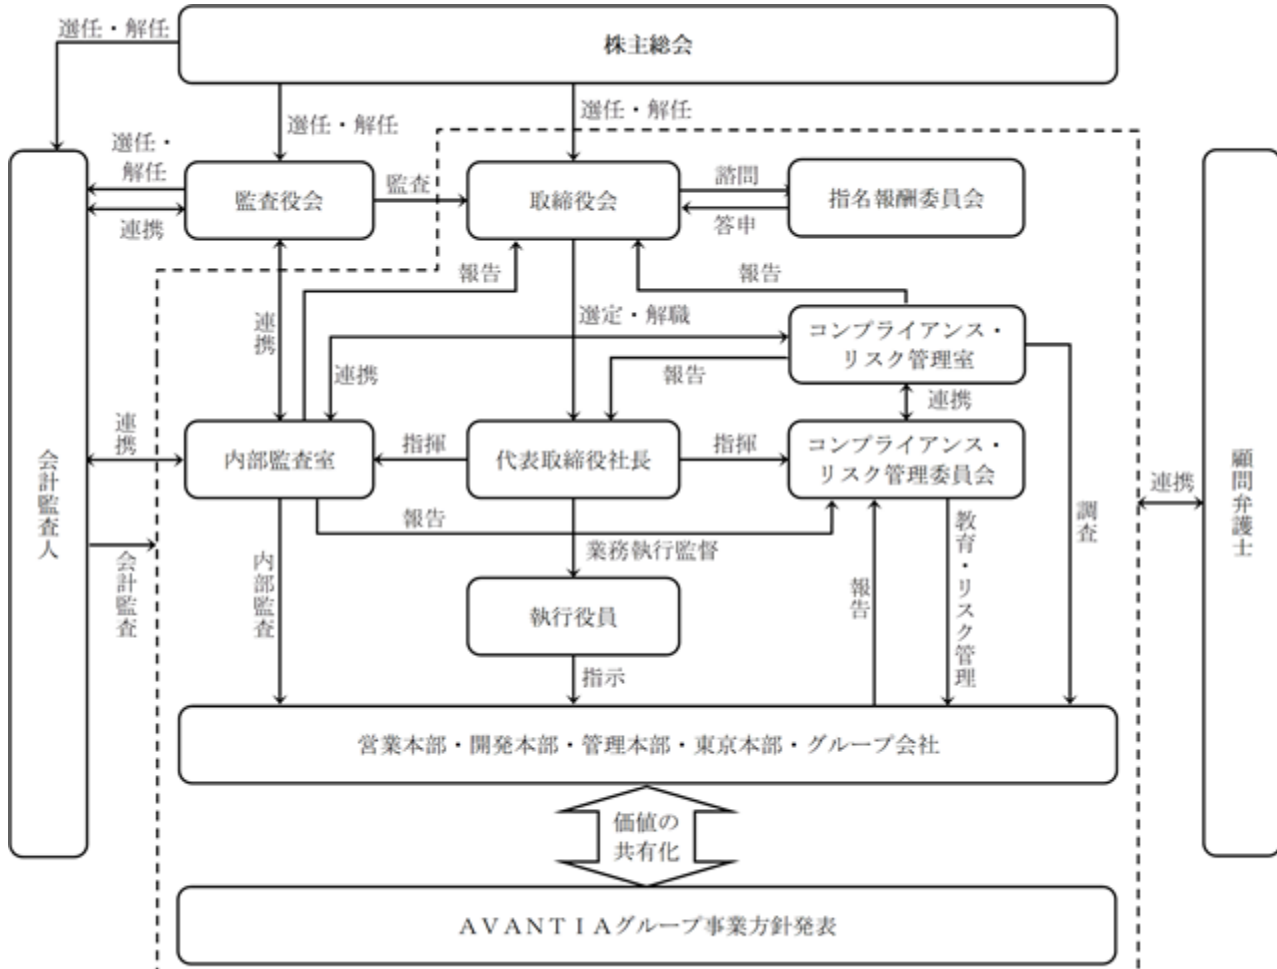 選任・解任
株主総会
選任・解任
選任・解任
選任・
解任
監査役会
監査
取締役会
諮問
指名報酬委員会
答申
連携
報告
報告
連携
選定・解職
コンプライアンス・
リスク管理室
連携
報告
連携
連携
内部監査室
指揮
代表取締役社長
指揮
コンプライアンス・
リスク管理委員会
会計監査人
連携
顧問弁護士
報告
調査
業務執行監督
教育・リスク管理
報告
会計監査
内部監査
執行役員
指示
営業本部・開発本部・管理本部・東京本部・グループ会社
価値の
共有化
ＡＶＡＮＴＩＡグループ事業方針発表